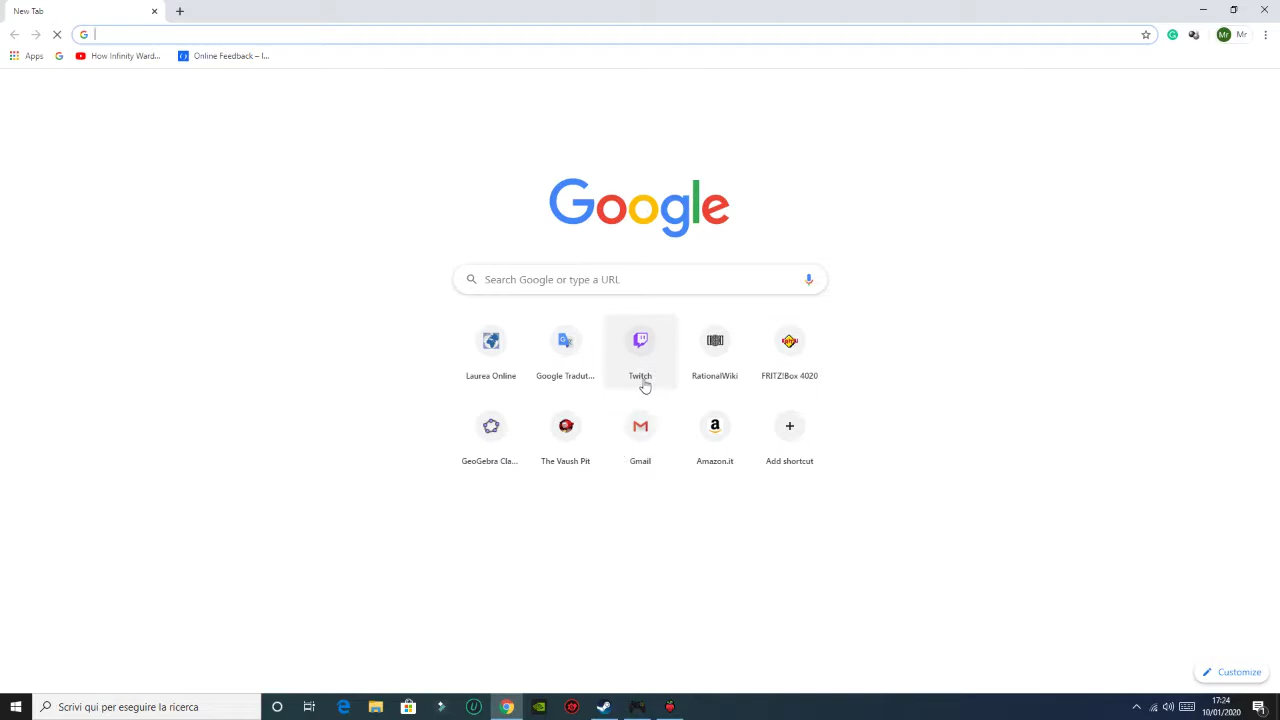 New Tab
Mr Mr
Apps
How Infinity Ward...
Online Feedback – I...
Google
Search Google or type a URL
Laurea Online
Google Tradut...
Twitch
RationalWiki
FRITZ!Box 4020
GeoGebra Cla...
The Vaush Pit
Gmail
Amazon.it
Add shortcut
Customize
Scrivi qui per eseguire la ricerca
17:24
10/01/2020